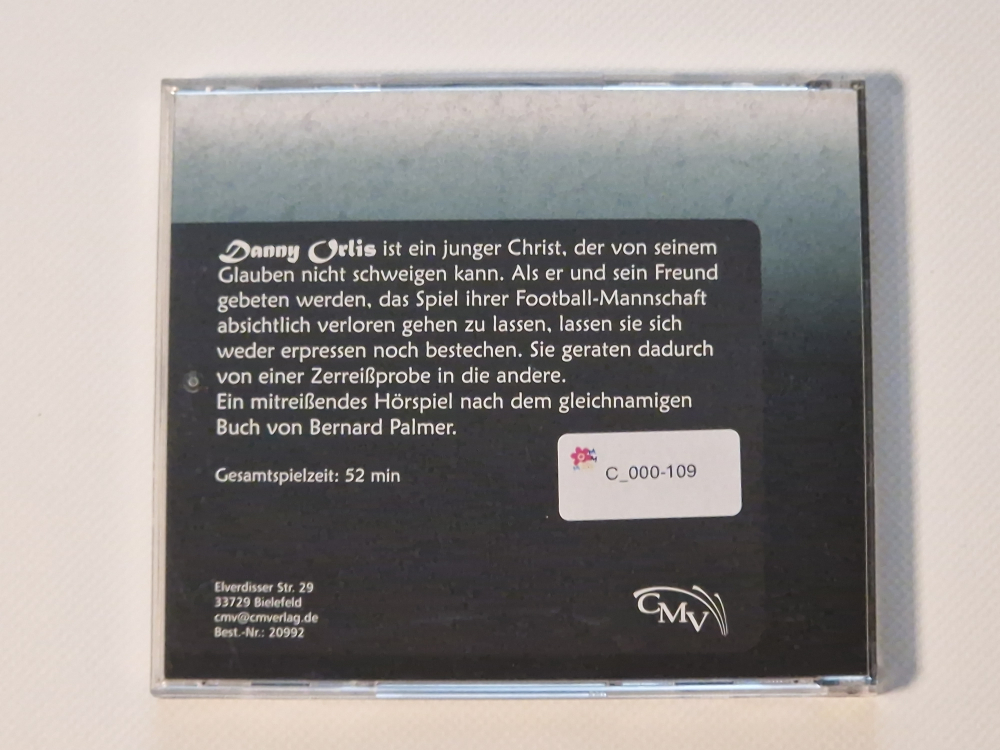 Danny Orlis ist ein junger Christ, der von seinem
Glauben nicht schweigen kann. Als er und sein Freund
gebeten werden, das Spiel ihrer Football-Mannschaft
absichtlich verloren gehen zu lassen, lassen sie sich
weder erpressen noch bestechen. Sie geraten dadurch
von einer Zerreißprobe in die andere.
Ein mitreißendes Hörspiel nach dem gleichnamigen
Buch von Bernard Palmer.
C_000-109
Gesamtspielzeit: 52 min
Elverdisser Str. 29
33729 Bielefeld
cmv@cmverlag.de
Best.-Nr.: 20992
CMV